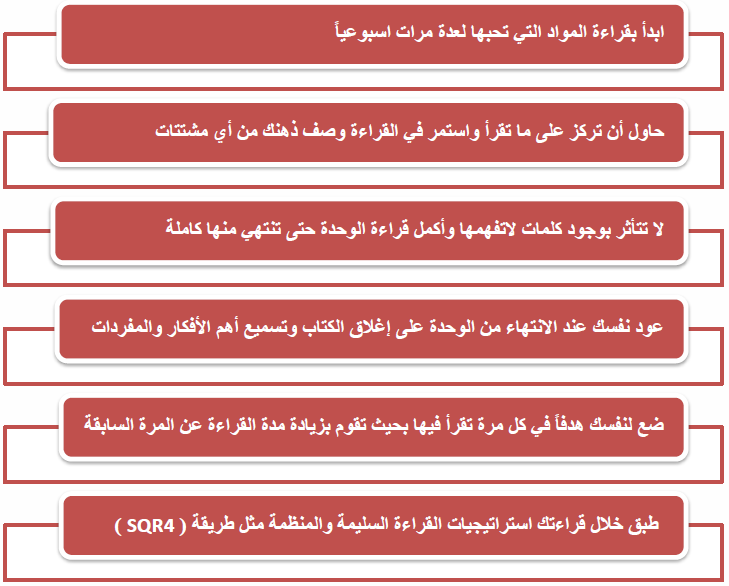 ابدأ بقراءة المواد التي تحبها لعدة مرات اسبوعياً
حاول أن تركز على ما تقرأ واستمر في القراءة وصف ذهنك من أي مشتتات
لا تتأثر بوجود كلمات لاتفهمها وأكمل قراءة الوحدة حتى تنتهي منها كاملة
عود نفسك عند الانتهاء من الوحدة على إغلاق الكتاب وتسميع أهم الأفكار والمفردات
ضع لنفسك هدفاً في كل مرة تقرأ فيها بحيث تقوم بزيادة مدة القراءة عن المرة السابقة
طبق خلال قراءتك استراتيجيات القراءة السليمة والمنظمة مثل طريقة ( SQR4 )